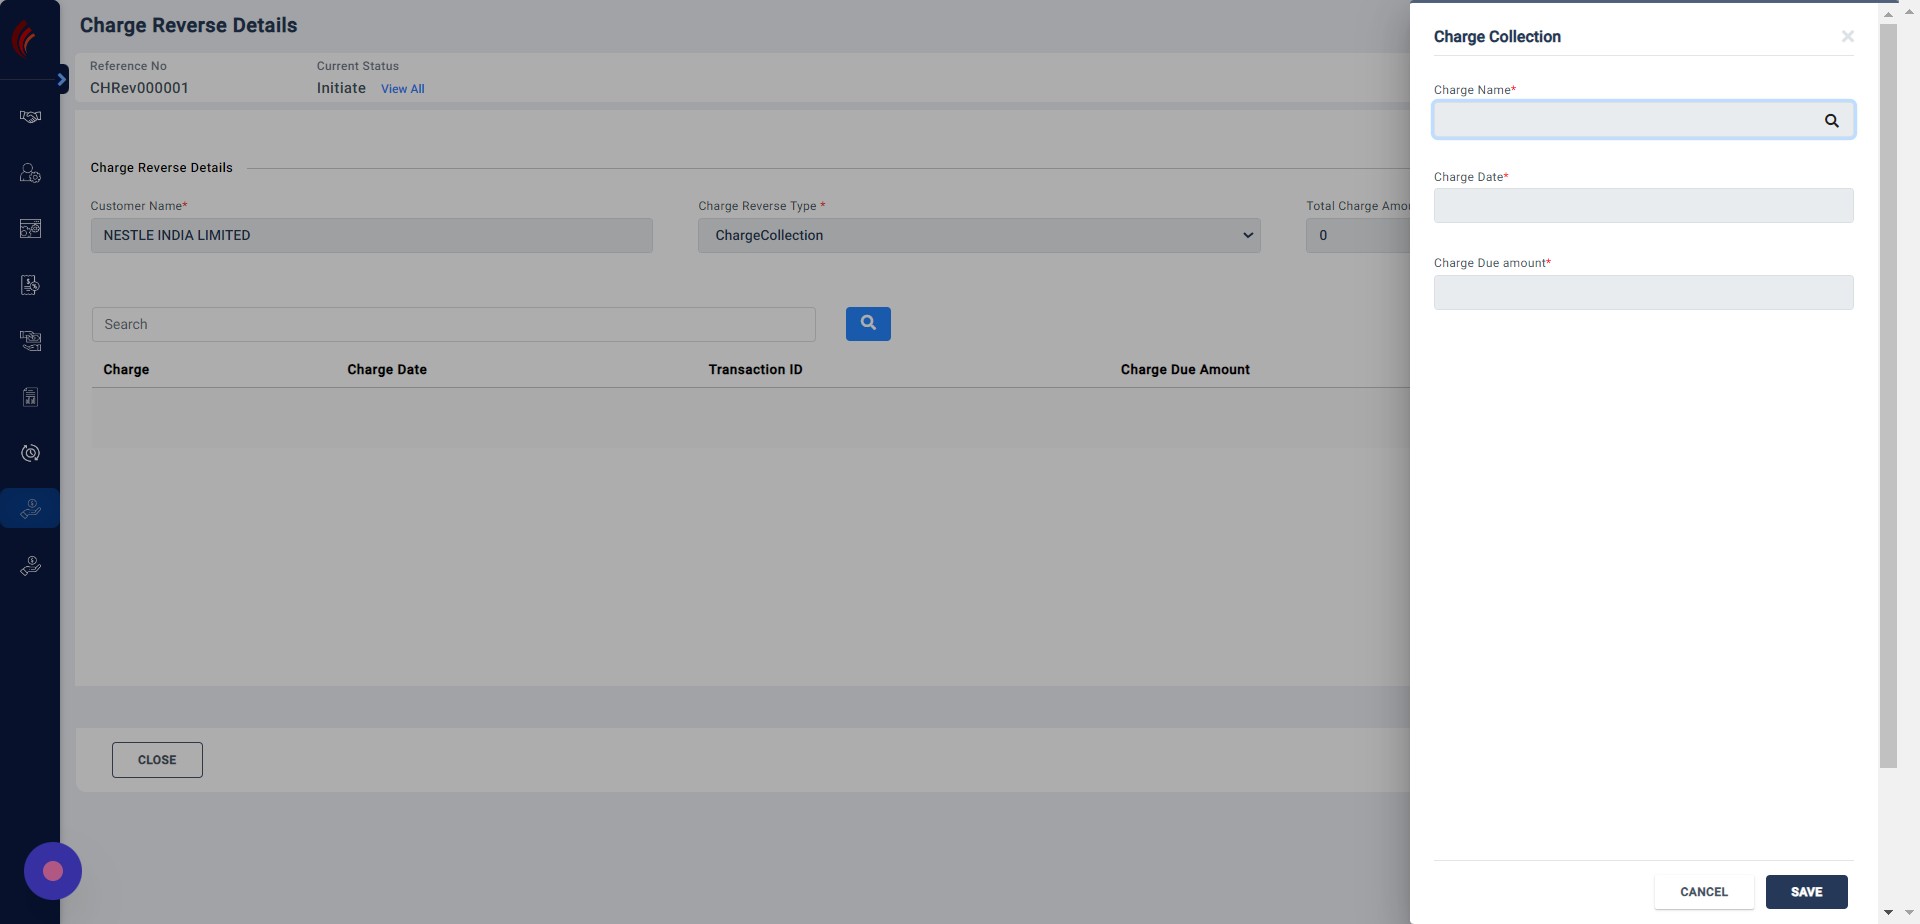 Charge Reverse Details
Reference No
CHRev000001
Current Status
Initiate View All
Charge Reverse Details
Customer Name*
NESTLE INDIA LIMITED
Charge Reverse Type *
ChargeCollection
Total Charge Amou
0
Search
Charge Charge Date Transaction ID Charge Due Amount
CLOSE
Charge Collection
Charge Name*
Charge Date*
Charge Due amount*
CANCEL SAVE